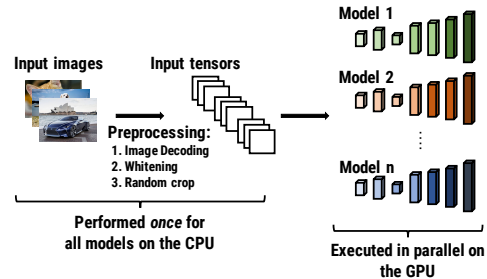 Model 1
Input images
Input tensors
Model 2
Preprocessing:
1. Image Decoding
2. Whitening
3. Random crop
Model n
Performed once for
all models on the CPU
Executed in parallel on
the GPU